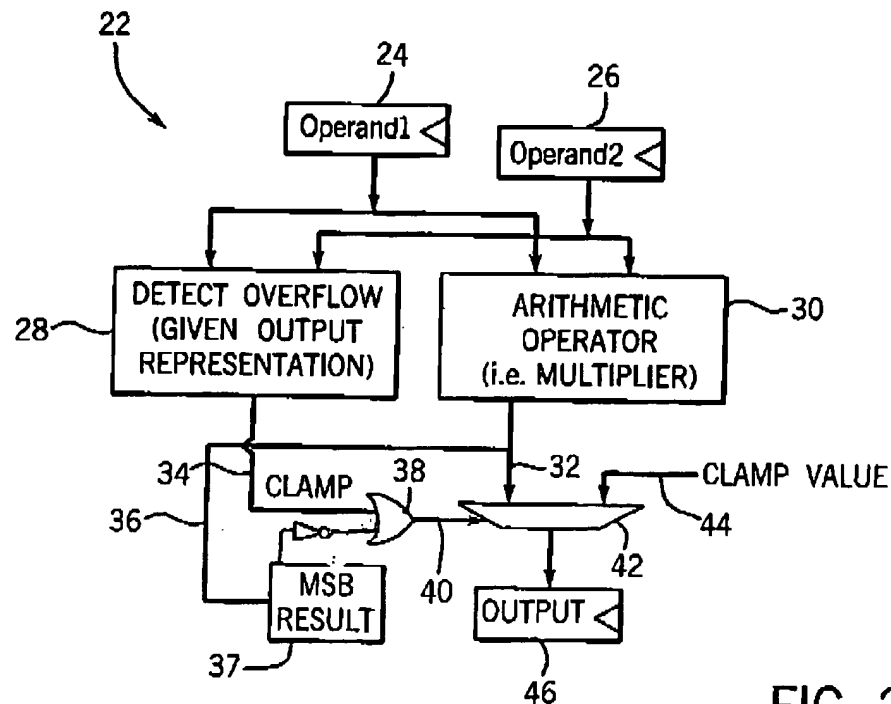 22
24
26
Operand1
Operand2
DETECT OVERFLOW
(GIVEN OUTPUT
REPRESENTATION)
28
ARITHMETIC
OPERATOR
(i.e. MULTIPLIER)
30
34
CLAMP
38
32
CLAMP VALUE
44
36
40
42
MSB
RESULT
OUTPUT
37
46
FIG.